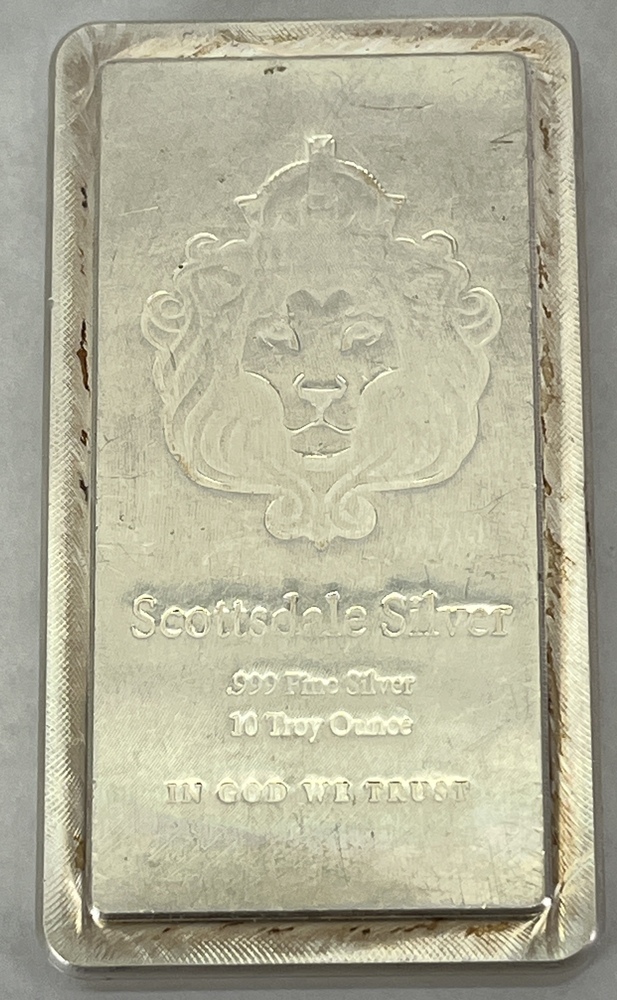 Scottsdale Silver
.999 Fine Silver
10 Troy Ounce
IN GOD WE TRUST